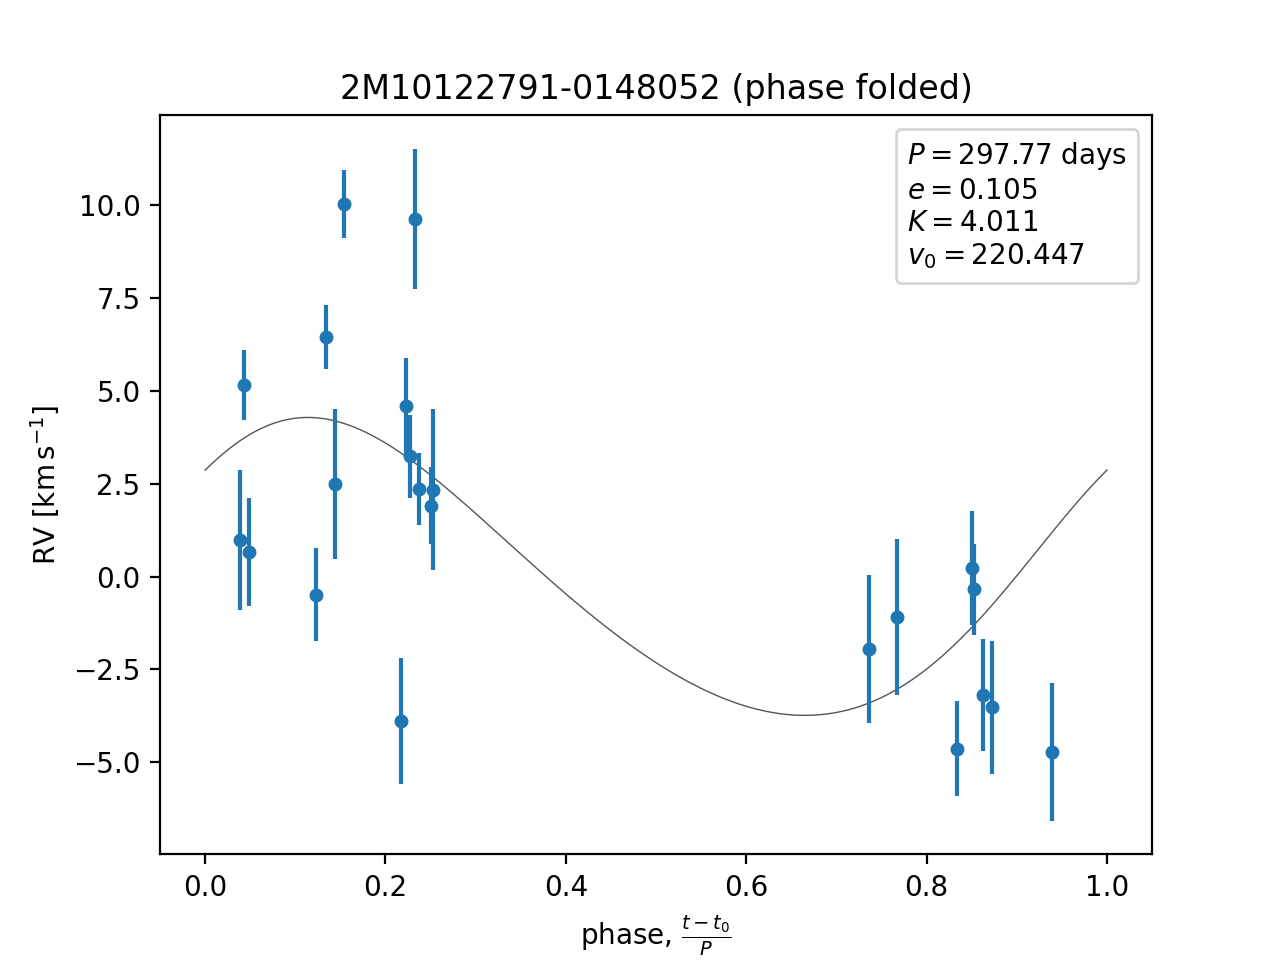 2M10122791-0148052 (phase folded)
P = 297.77 days
e = 0.105
K = 4.011
v₀ = 220.447
10.0
7.5
5.0
2.5
0.0
−2.5
−5.0
RV [km s⁻¹]
0.0 0.2 0.4 0.6 0.8 1.0
phase, (t − t₀)/P